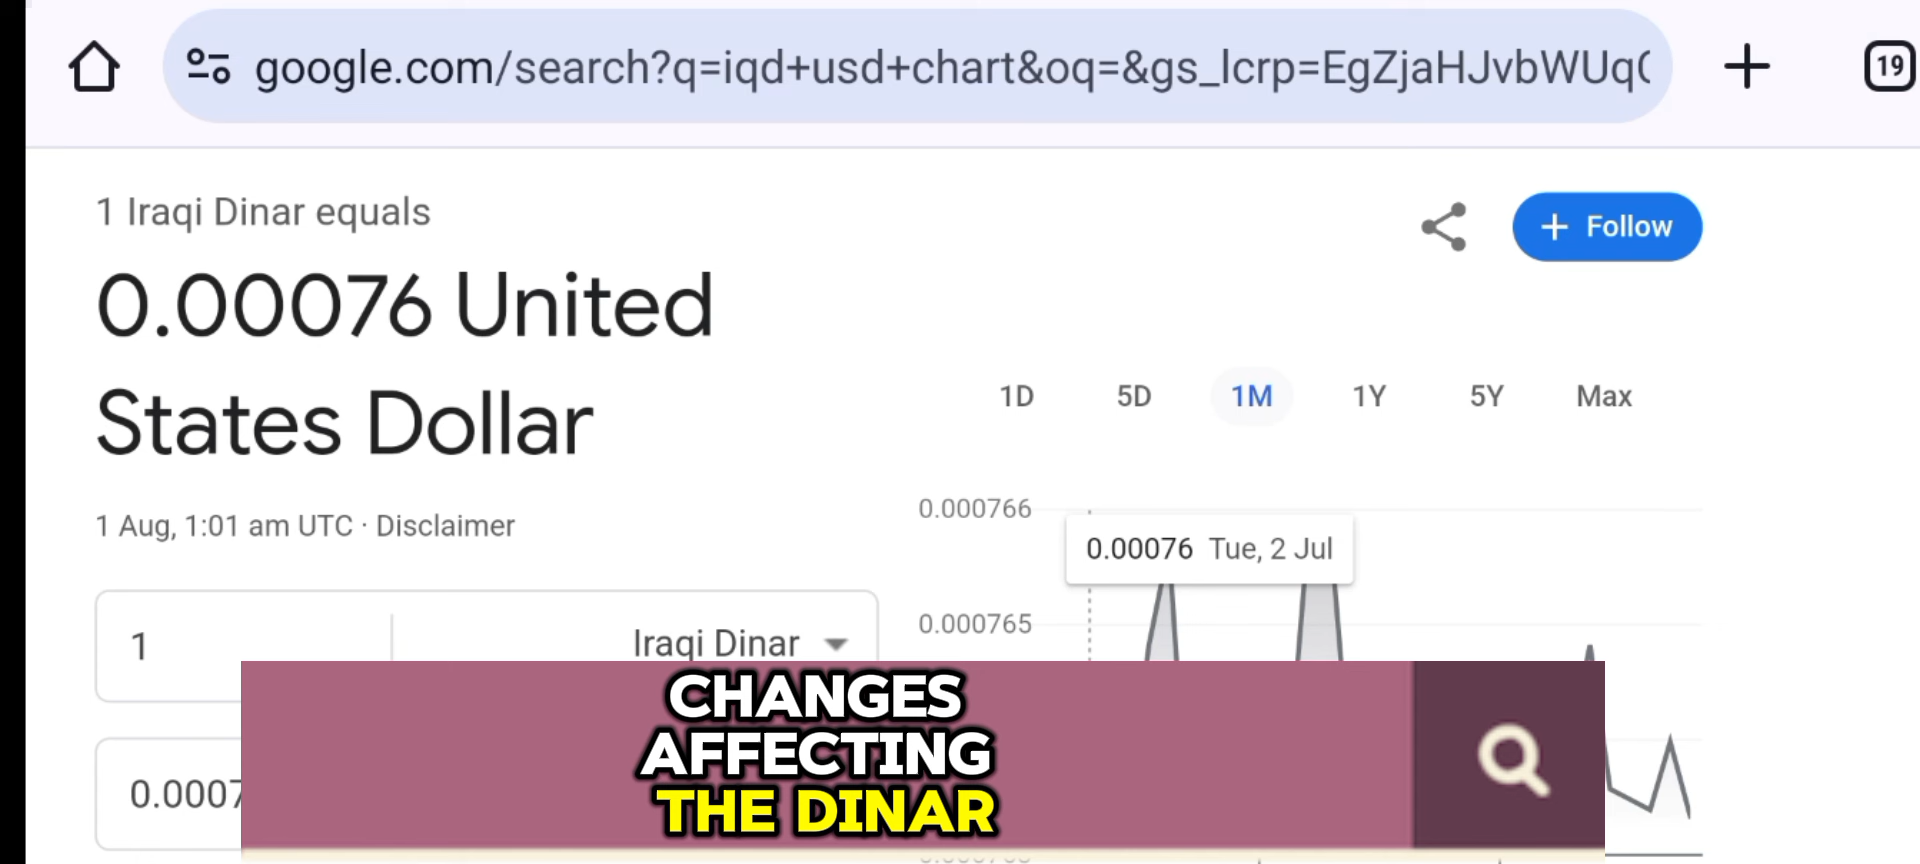 google.com/search?q=iqd+usd+chart&oq=&gs_lcrp=EgZjaHJvbWUq
19
1 Iraqi Dinar equals
0.00076 United
States Dollar
1 Aug, 1:01 am UTC · Disclaimer
+ Follow
1D 5D 1M 1Y 5Y Max
0.000766
0.00076 Tue, 2 Jul
0.000765
1 Iraqi Dinar
0.0007
CHANGES
AFFECTING
THE DINAR